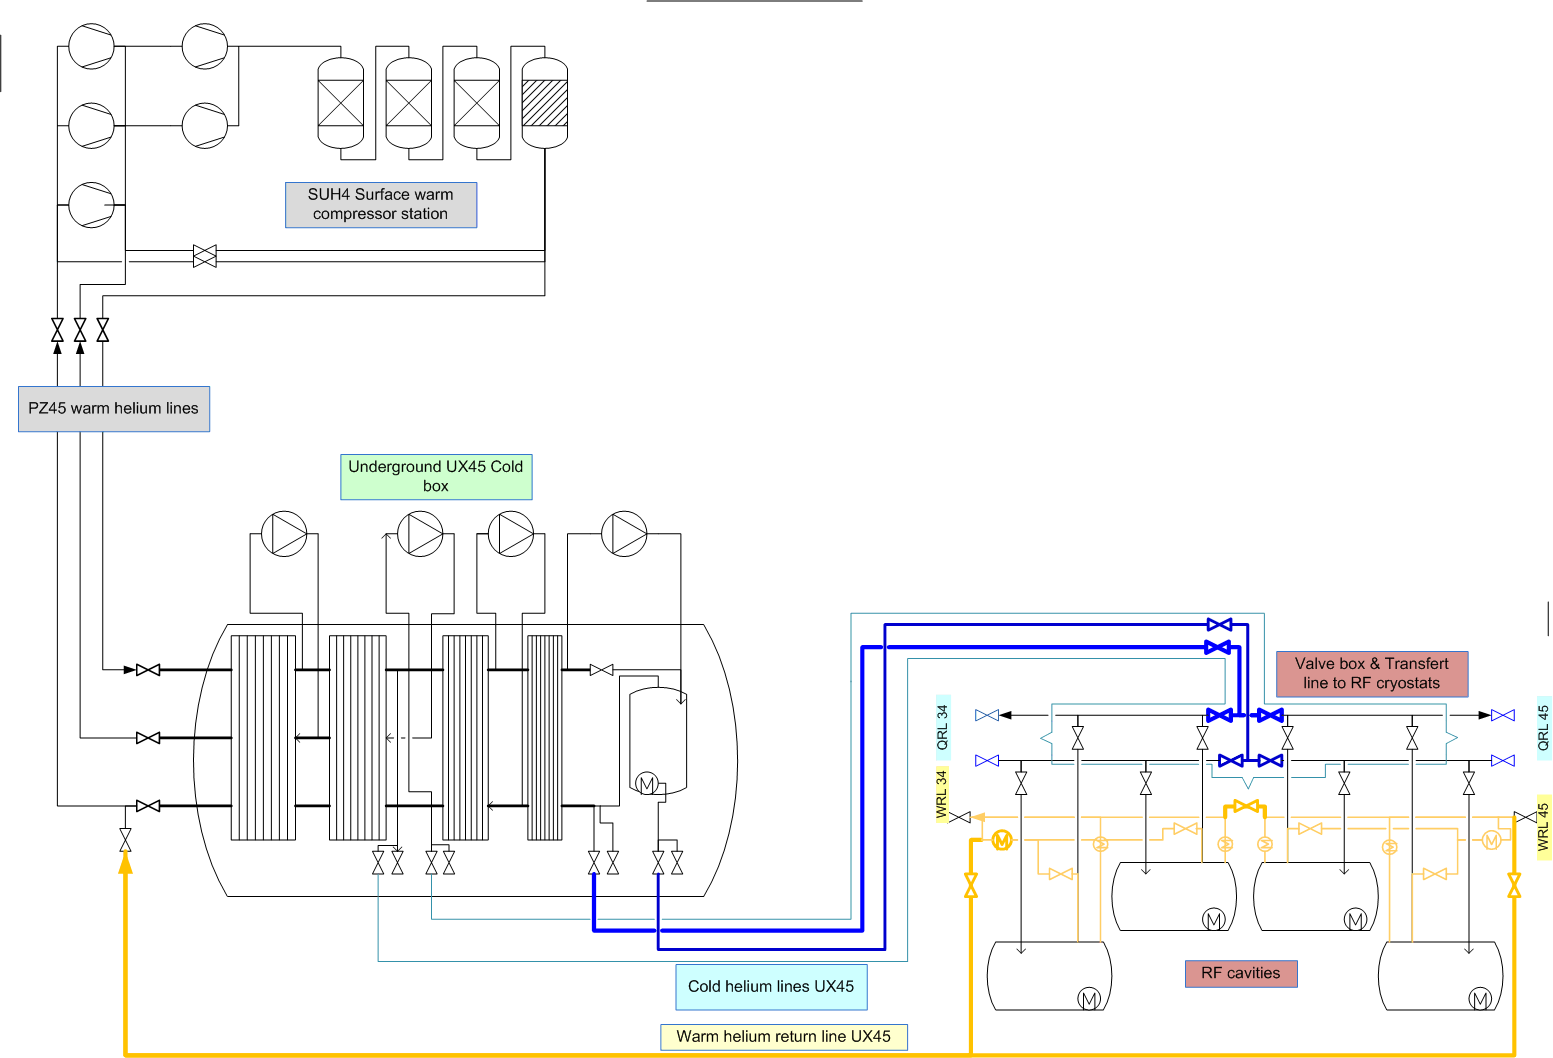 SUH4 Surface warm
compressor station
PZ45 warm helium lines
Underground UX45 Cold
box
Valve box & Transfert
line to RF cryostats
QRL 34
QRL 45
WRL 34
WRL 45
M
M
M
M
M
M
M
M
M
M
M
RF cavities
M
M
Cold helium lines UX45
Warm helium return line UX45